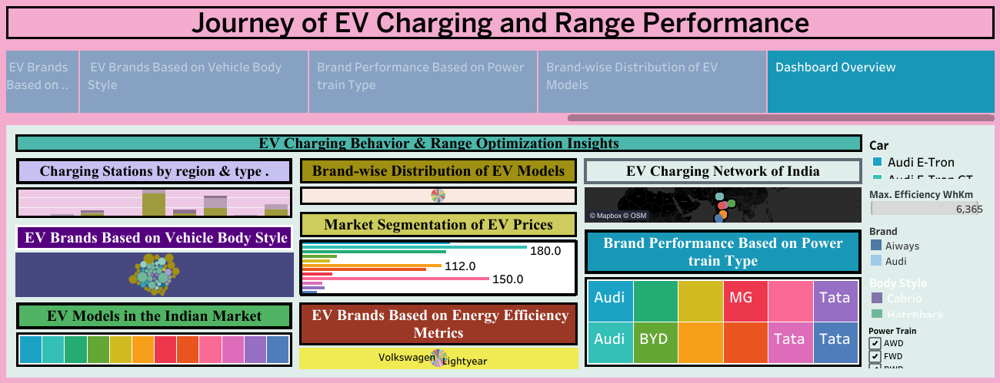 Journey of EV Charging and Range Performance
EV Brands
Based on ..
EV Brands Based on Vehicle Body
Style
Brand Performance Based on Power
train Type
Brand-wise Distribution of EV
Models
Dashboard Overview
EV Charging Behavior & Range Optimization Insights
Charging Stations by region & type .
EV Brands Based on Vehicle Body Style
EV Models in the Indian Market
Brand-wise Distribution of EV Models
Market Segmentation of EV Prices
180.0
112.0
150.0
EV Brands Based on Energy Efficiency
Metrics
Volkswagen
Lightyear
EV Charging Network of India
© Mapbox © OSM
Brand Performance Based on Power
train Type
Audi
MG
Tata
Audi
BYD
Tata
Tata
Car
Audi E-Tron
Audi E-Tron GT
Max. Efficiency WhKm
6,365
Brand
Aiways
Audi
Body Style
Cabrio
Hatchback
Power Train
AWD
FWD
RWD